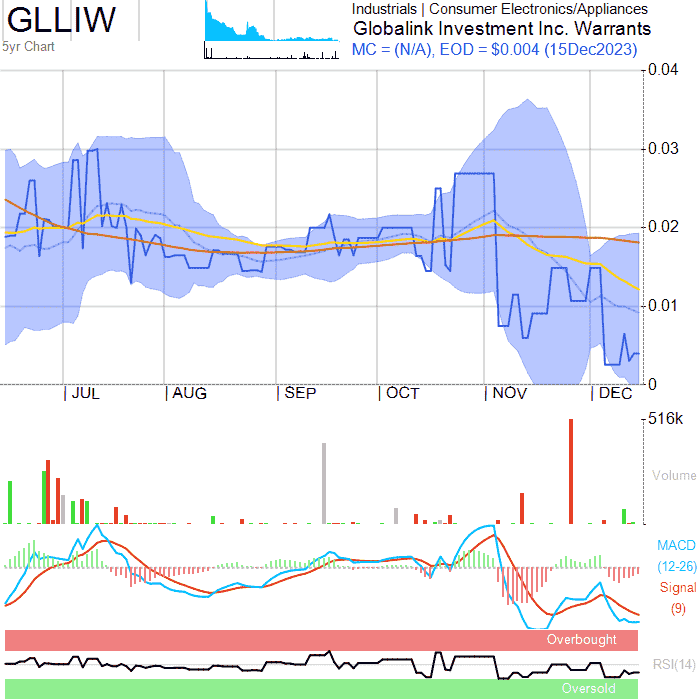 GLLIW
5yr Chart
Industrials | Consumer Electronics/Appliances
Globalink Investment Inc. Warrants
MC = (N/A), EOD = $0.004 (15Dec2023)
0.04
0.03
0.02
0.01
0
| JUL | AUG | SEP | OCT | NOV | DEC
516k
Volume
MACD
(12-26)
Signal
(9)
Overbought
RSI(14)
Oversold